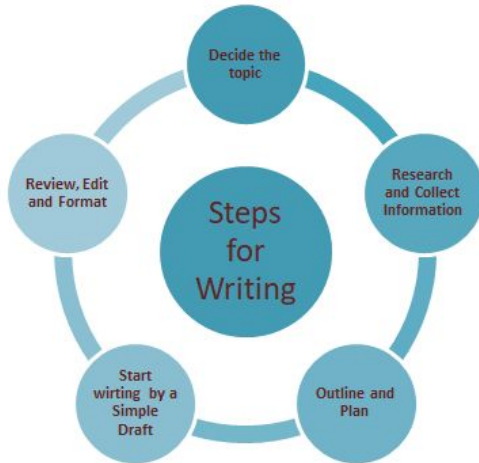 Decide the
topic
Research
and Collect
Information
Outline and
Plan
Start
wirting by a
Simple
Draft
Review, Edit
and Format
Steps
for
Writing